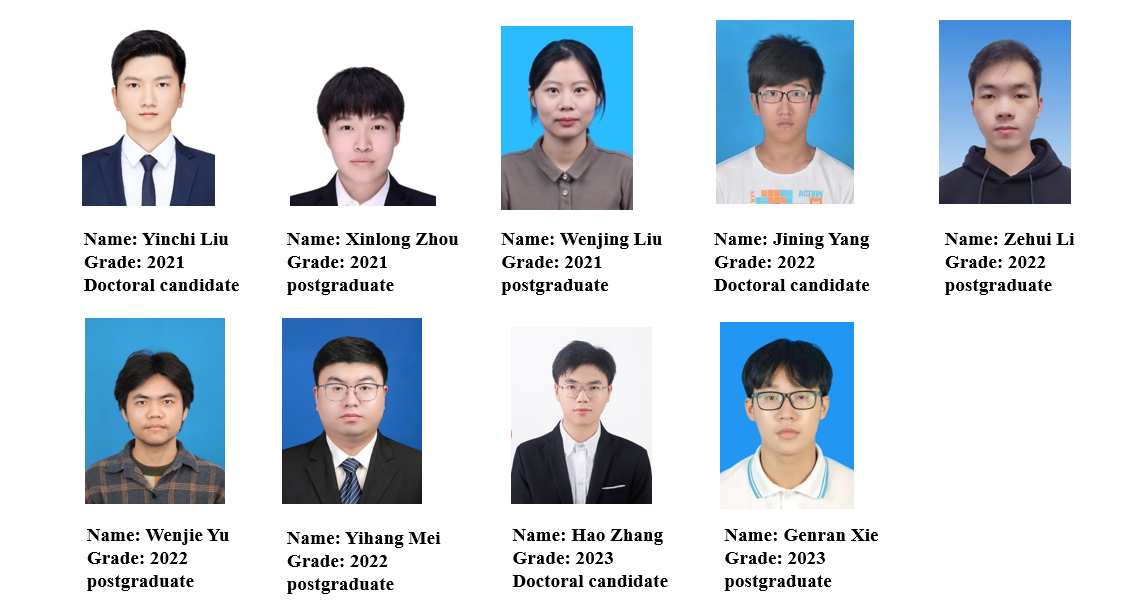 ACTION
Name: Yinchi Liu
Grade: 2021
Doctoral candidate
Name: Xinlong Zhou
Grade: 2021
postgraduate
Name: Wenjing Liu
Grade: 2021
postgraduate
Name: Jining Yang
Grade: 2022
Doctoral candidate
Name: Zehui Li
Grade: 2022
postgraduate
Name: Wenjie Yu
Grade: 2022
postgraduate
Name: Yihang Mei
Grade: 2022
postgraduate
Name: Hao Zhang
Grade: 2023
Doctoral candidate
Name: Genran Xie
Grade: 2023
postgraduate